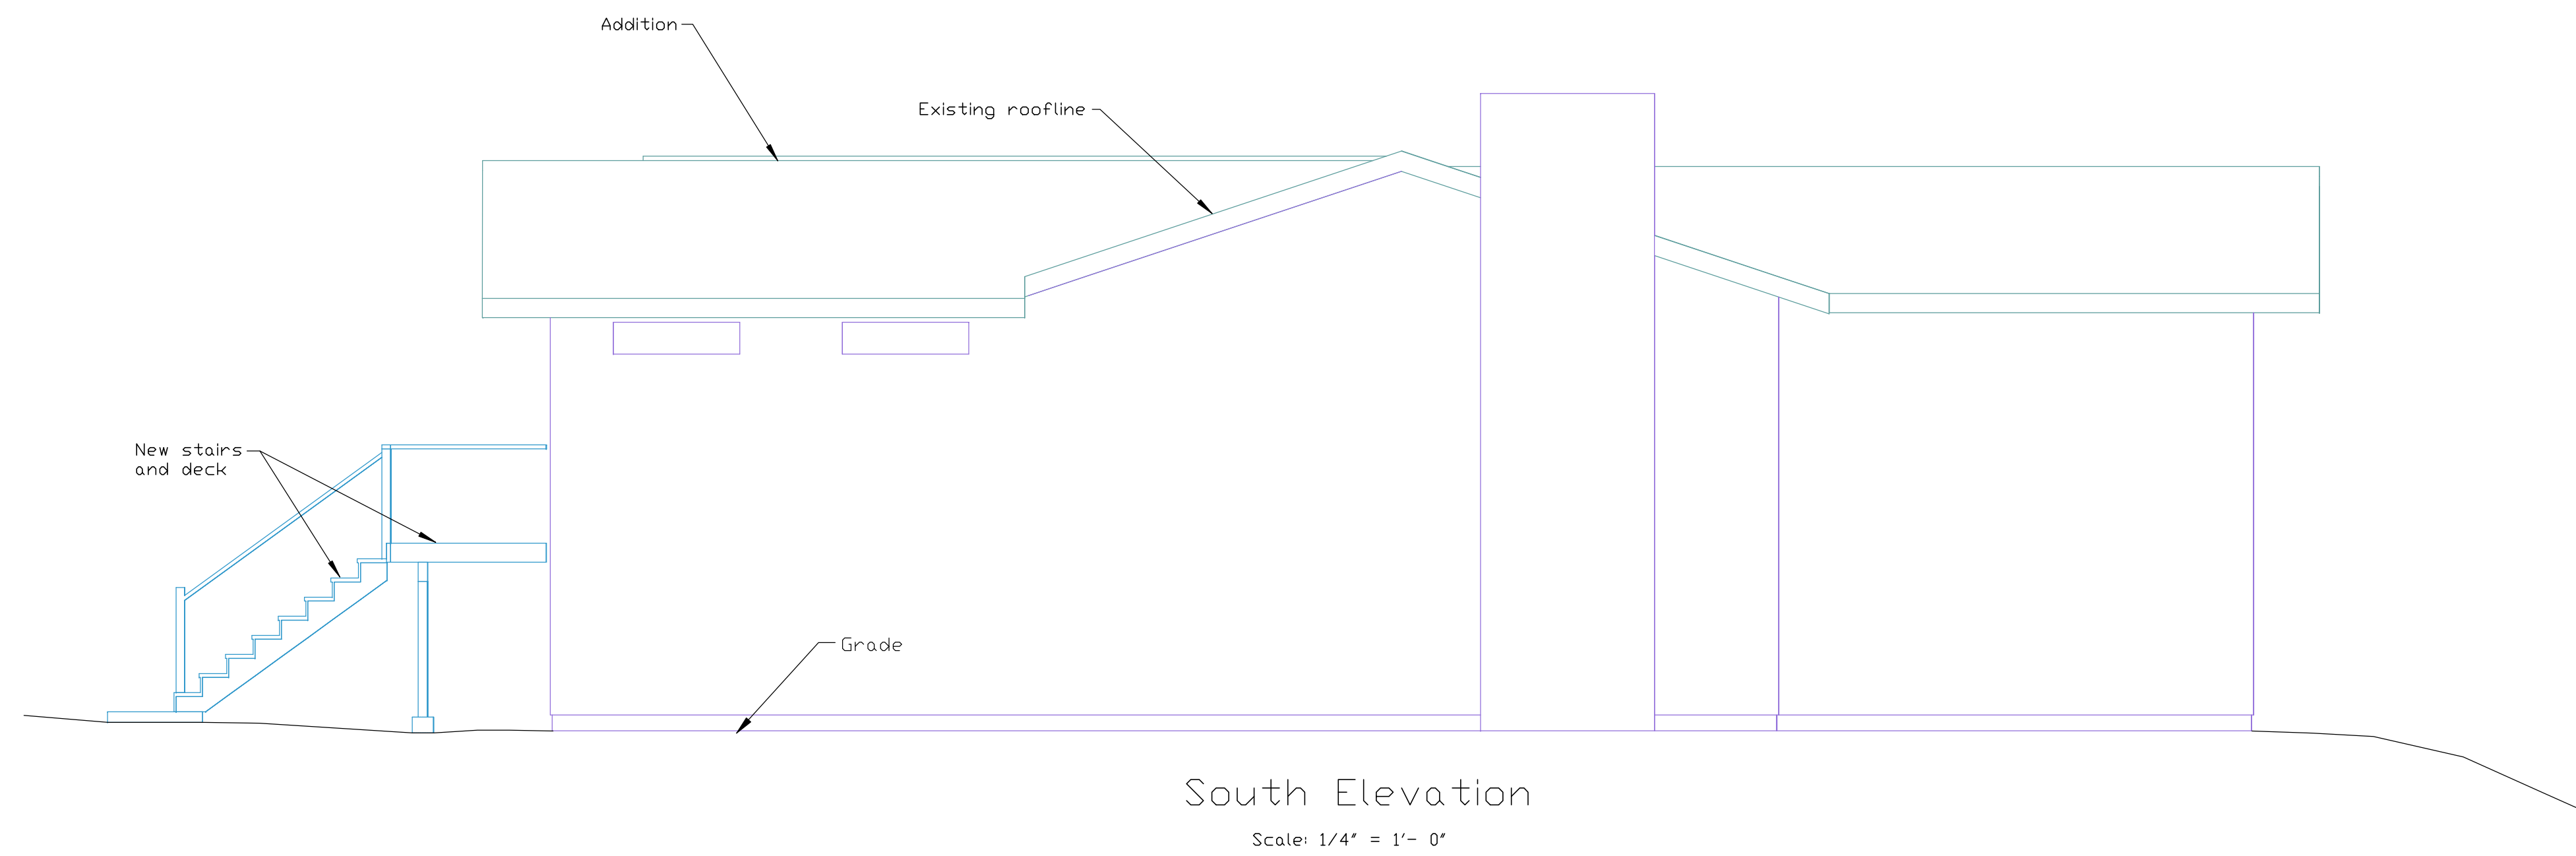 Addition
Existing roofline
New stairs
and deck
Grade
South Elevation
Scale: 1/4" = 1'- 0"